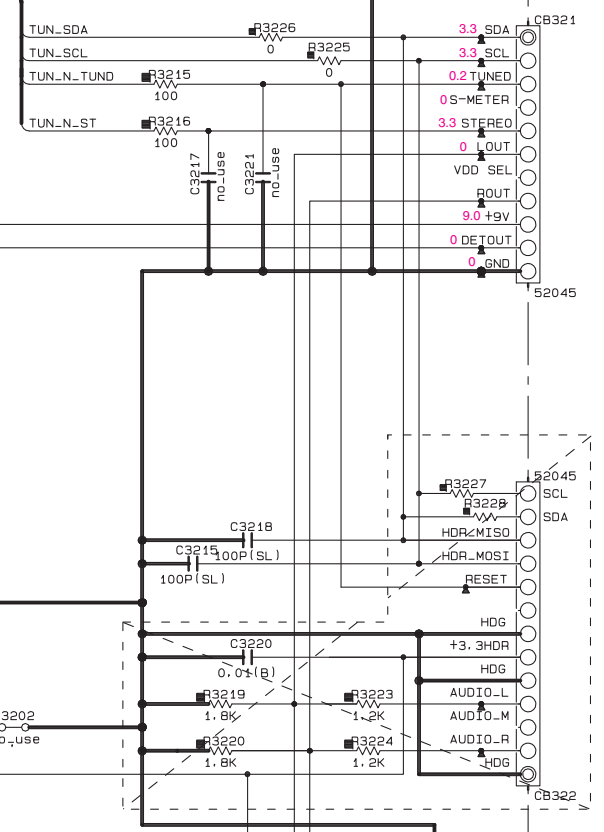 CB321
TUN_SDA
R3226
0
3.3 SDA
TUN_SCL
R3225
0
3.3 SCL
TUN_N_TUND
R3215
100
0.2 TUNED
0 S-METER
TUN_N_ST
R3216
100
3.3 STEREO
C3217
no_use
C3221
no_use
0 LOUT
VDD SEL
ROUT
9.0 +9V
0 DETOUT
0 GND
52045
52045
R3227
SCL
R3228
SDA
C3218
100P(SL)
HDR_MISO
C3215
100P(SL)
HDR_MOSI
RESET
HDG
C3220
0.01(B)
+3.3HDR
HDG
R3219
1.8K
R3223
1.2K
AUDIO_L
3202
o_use
AUDIO_M
R3220
1.8K
R3224
1.2K
AUDIO_R
HDG
CB322